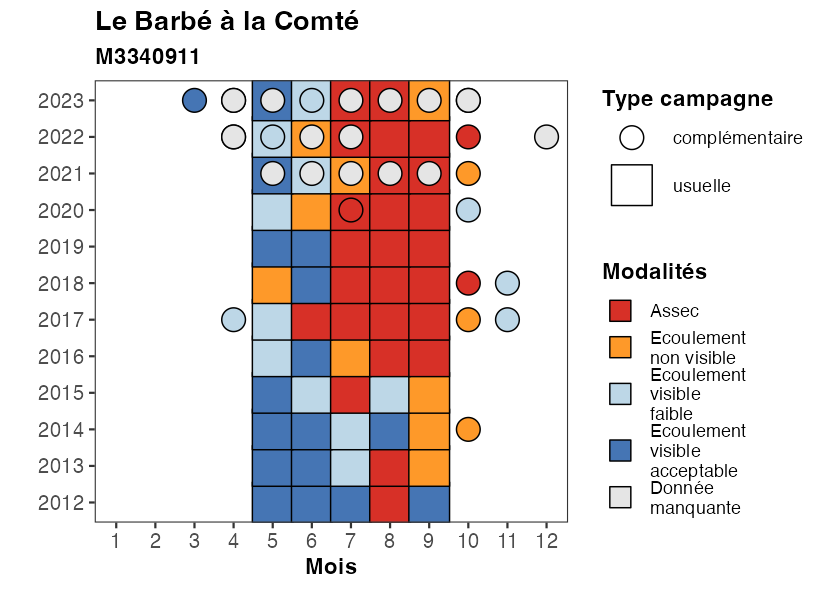 Le Barbé à la Comté
M3340911
2023
2022
2021
2020
2019
2018
2017
2016
2015
2014
2013
2012
1 2 3 4 5 6 7 8 9 10 11 12
Mois
Type campagne
complémentaire
usuelle
Modalités
Assec
Ecoulement
non visible
Ecoulement
visible
faible
Ecoulement
visible
acceptable
Donnée
manquante